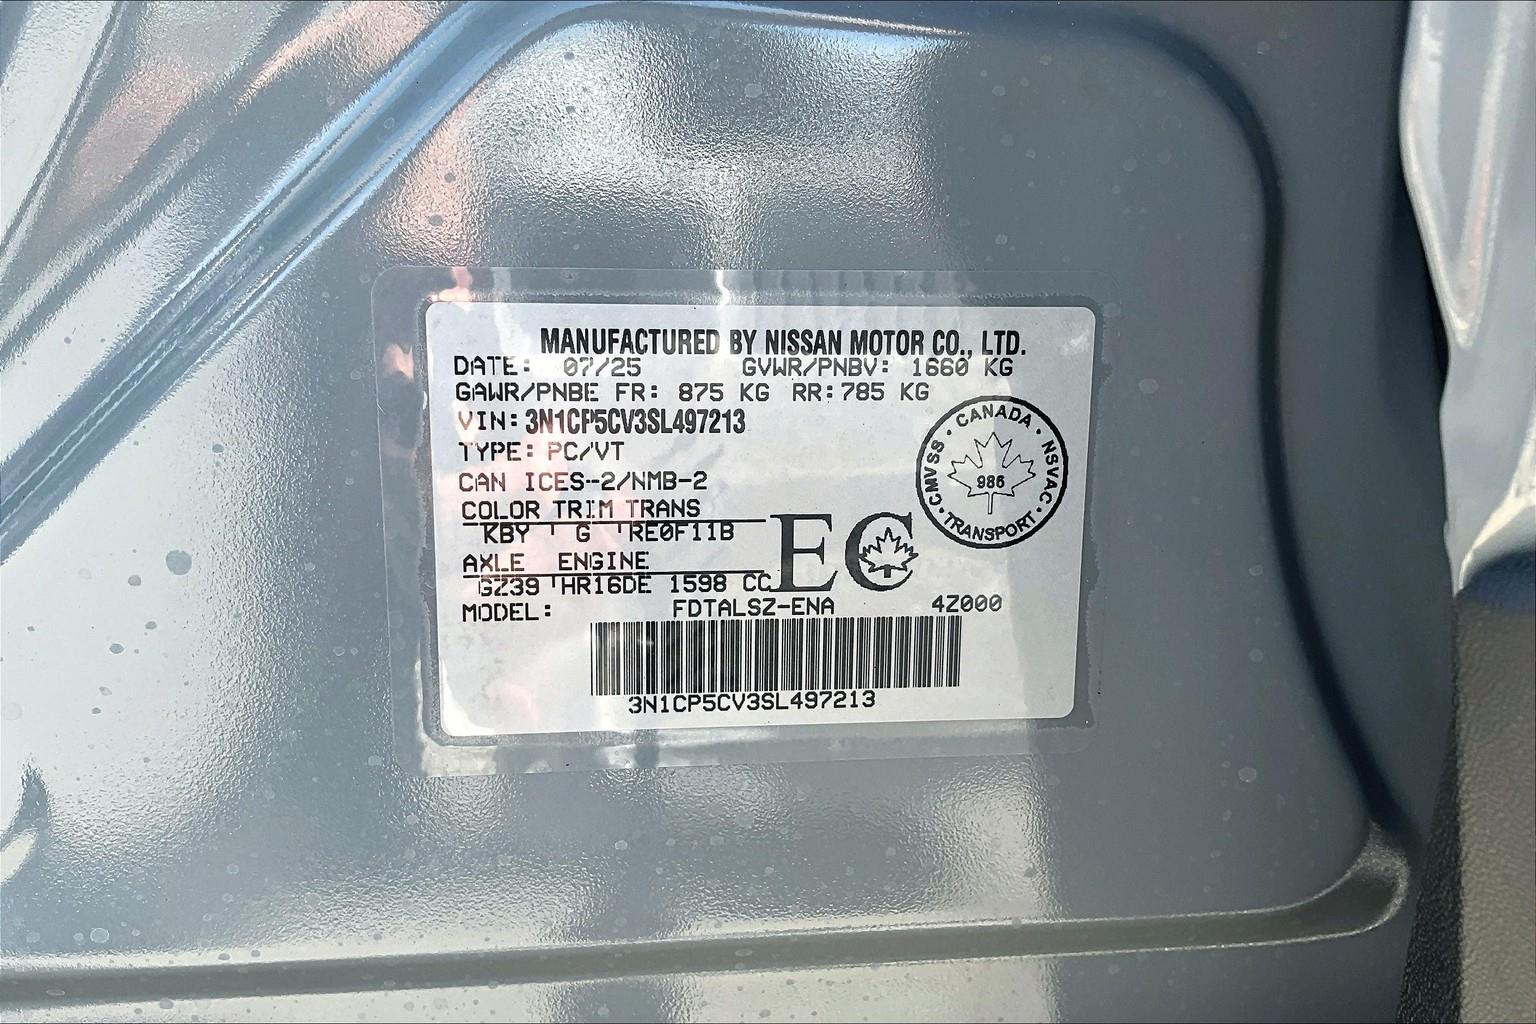 MANUFACTURED BY NISSAN MOTOR CO., LTD.
DATE: 07/25 GVWR/PNBV: 1660 KG
GAWR/PNBE FR: 875 KG RR: 785 KG
VIN: 3N1CP5CV3SL497213
TYPE: PC/VT
CAN ICES-2/NMB-2
COLOR TRIM TRANS
KBY G RE0F11B
AXLE ENGINE
GZ39 HR16DE 1598 CC
EC
CANADA · NSVAC · TRANSPORT · CMVSS ·
986
MODEL: FDTALSZ-ENA 4Z000
3N1CP5CV3SL497213